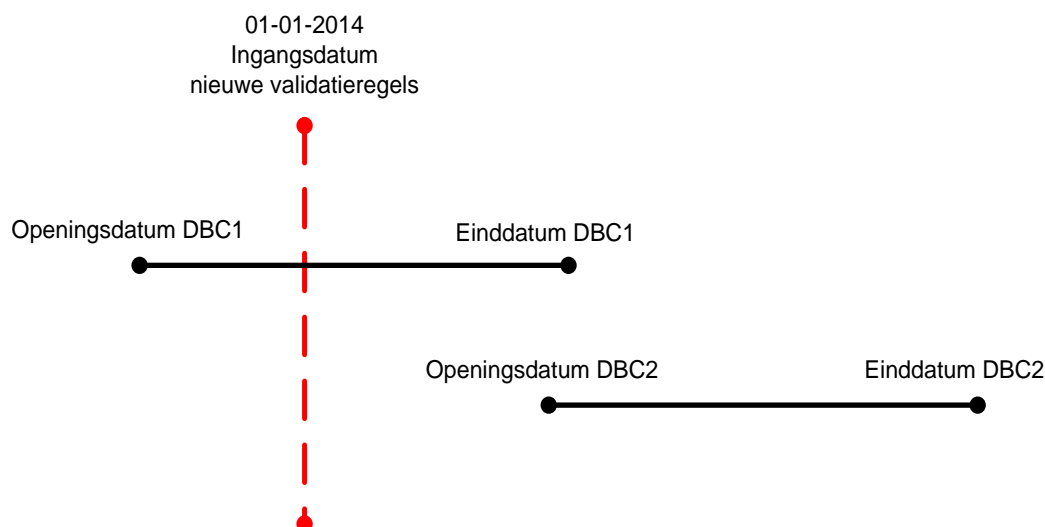 01-01-2014
Ingangsdatum
nieuwe validatieregels
Openingsdatum DBC1
Einddatum DBC1
Openingsdatum DBC2
Einddatum DBC2